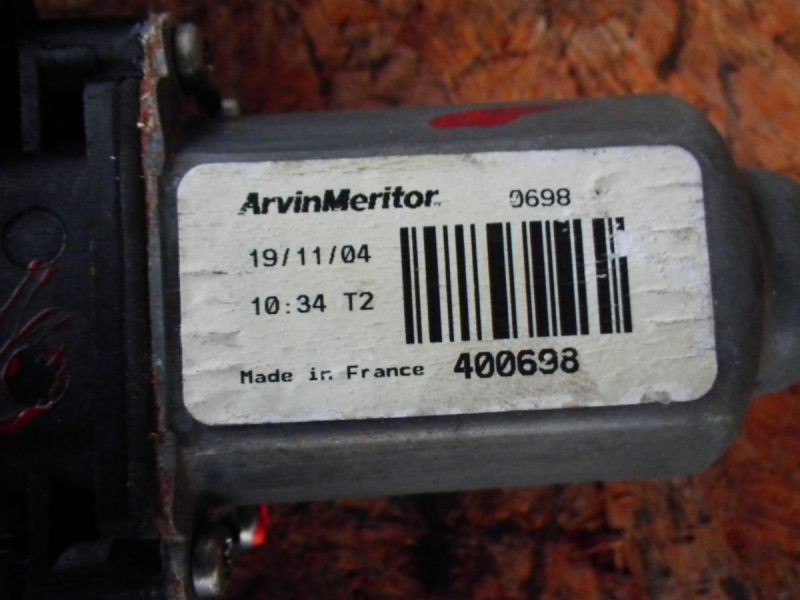 ArvinMeritor 0698
19/11/04
10:34 T2
Made in France 400698